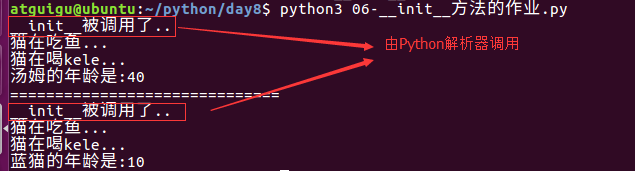 atguigu@ubuntu:~/python/day8$ python3 06-__init__方法的作业.py
__init__被调用了..
猫在吃鱼...
猫在喝kele...
汤姆的年龄是:40
==============================
__init__被调用了..
猫在吃鱼...
猫在喝kele...
蓝猫的年龄是:10
由Python解析器调用